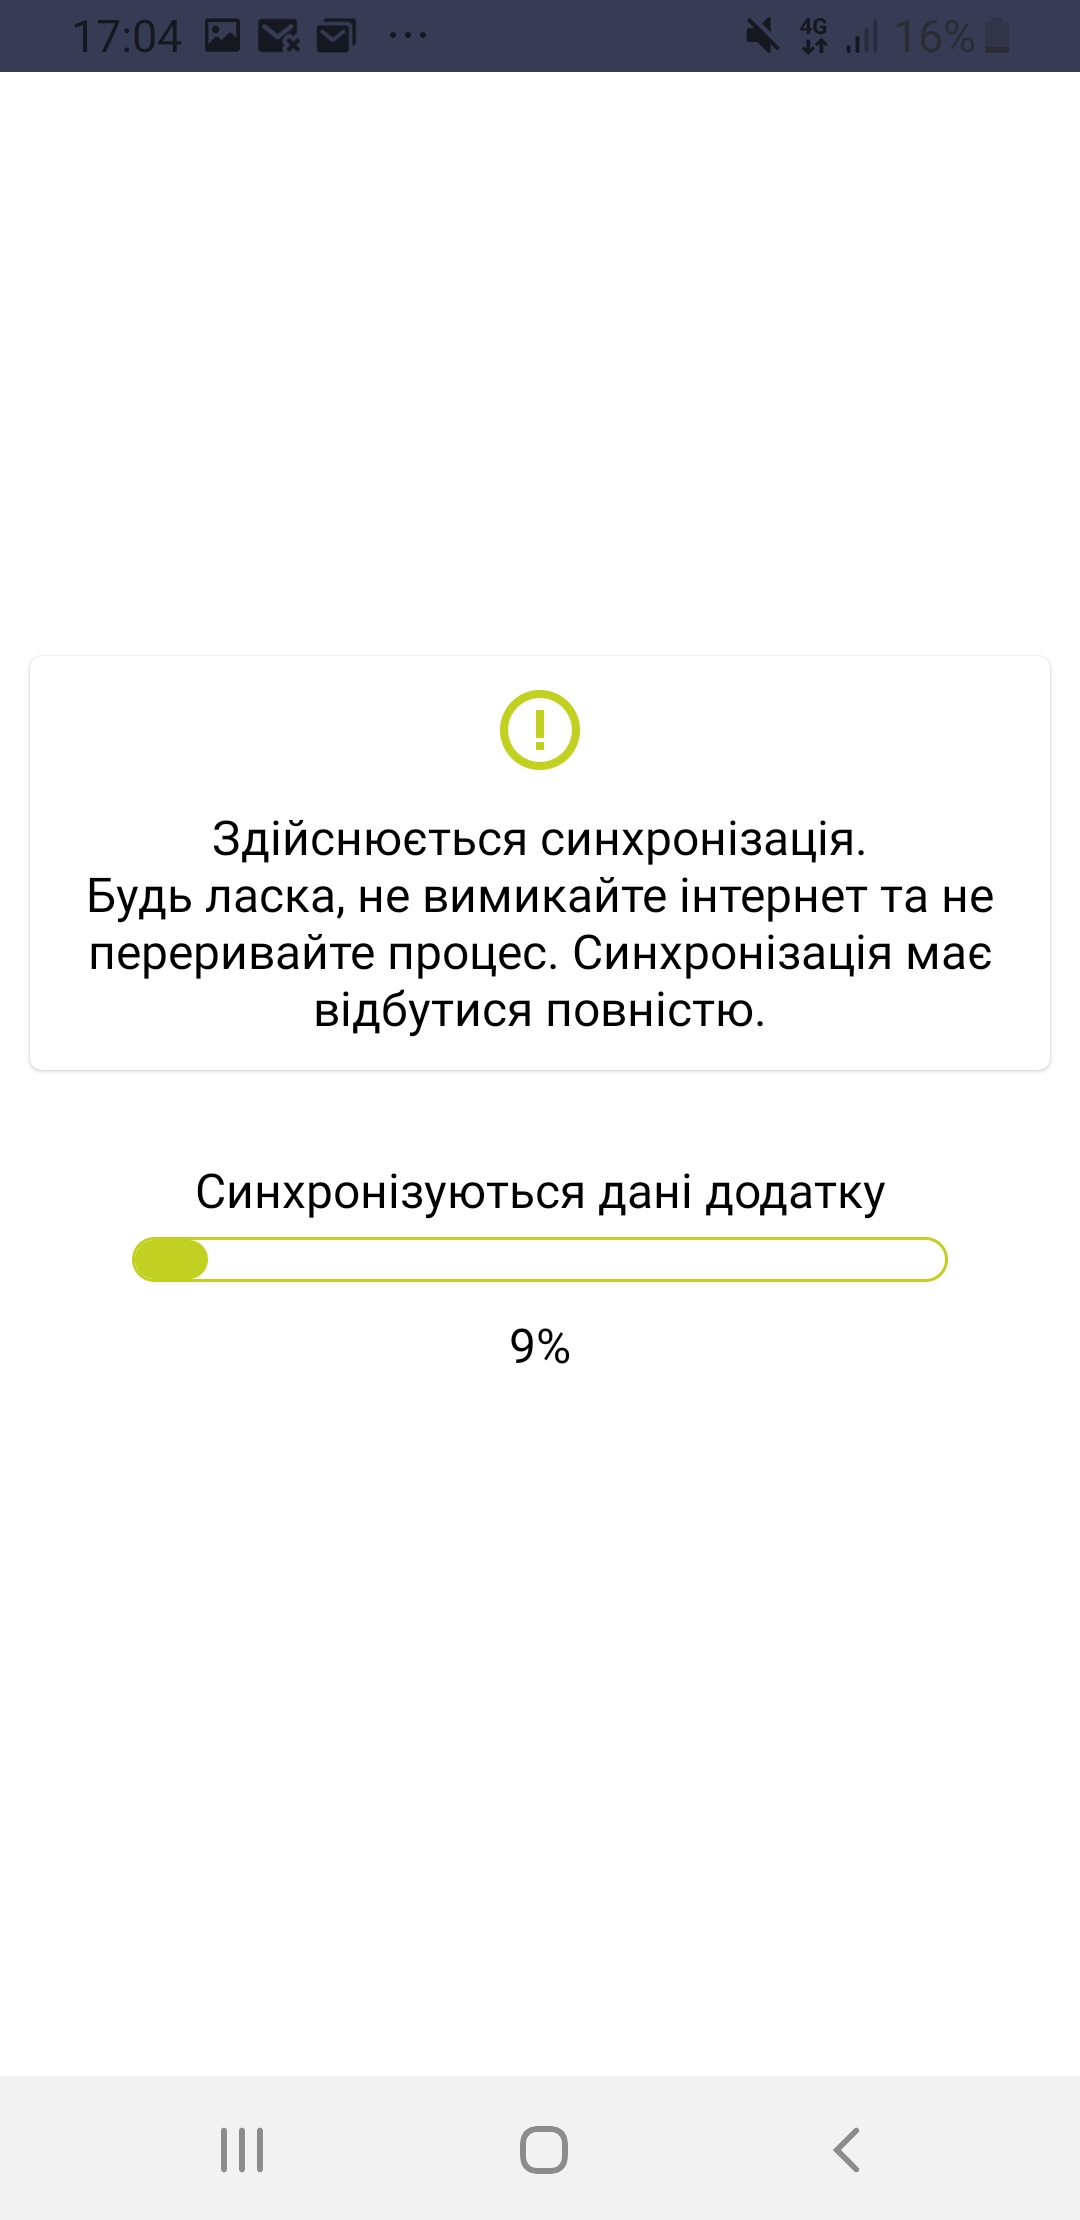 17:04
4G
16%
Здійснюється синхронізація.
Будь ласка, не вимикайте інтернет та не
переривайте процес. Синхронізація має
відбутися повністю.
Синхронізуються дані додатку
9%